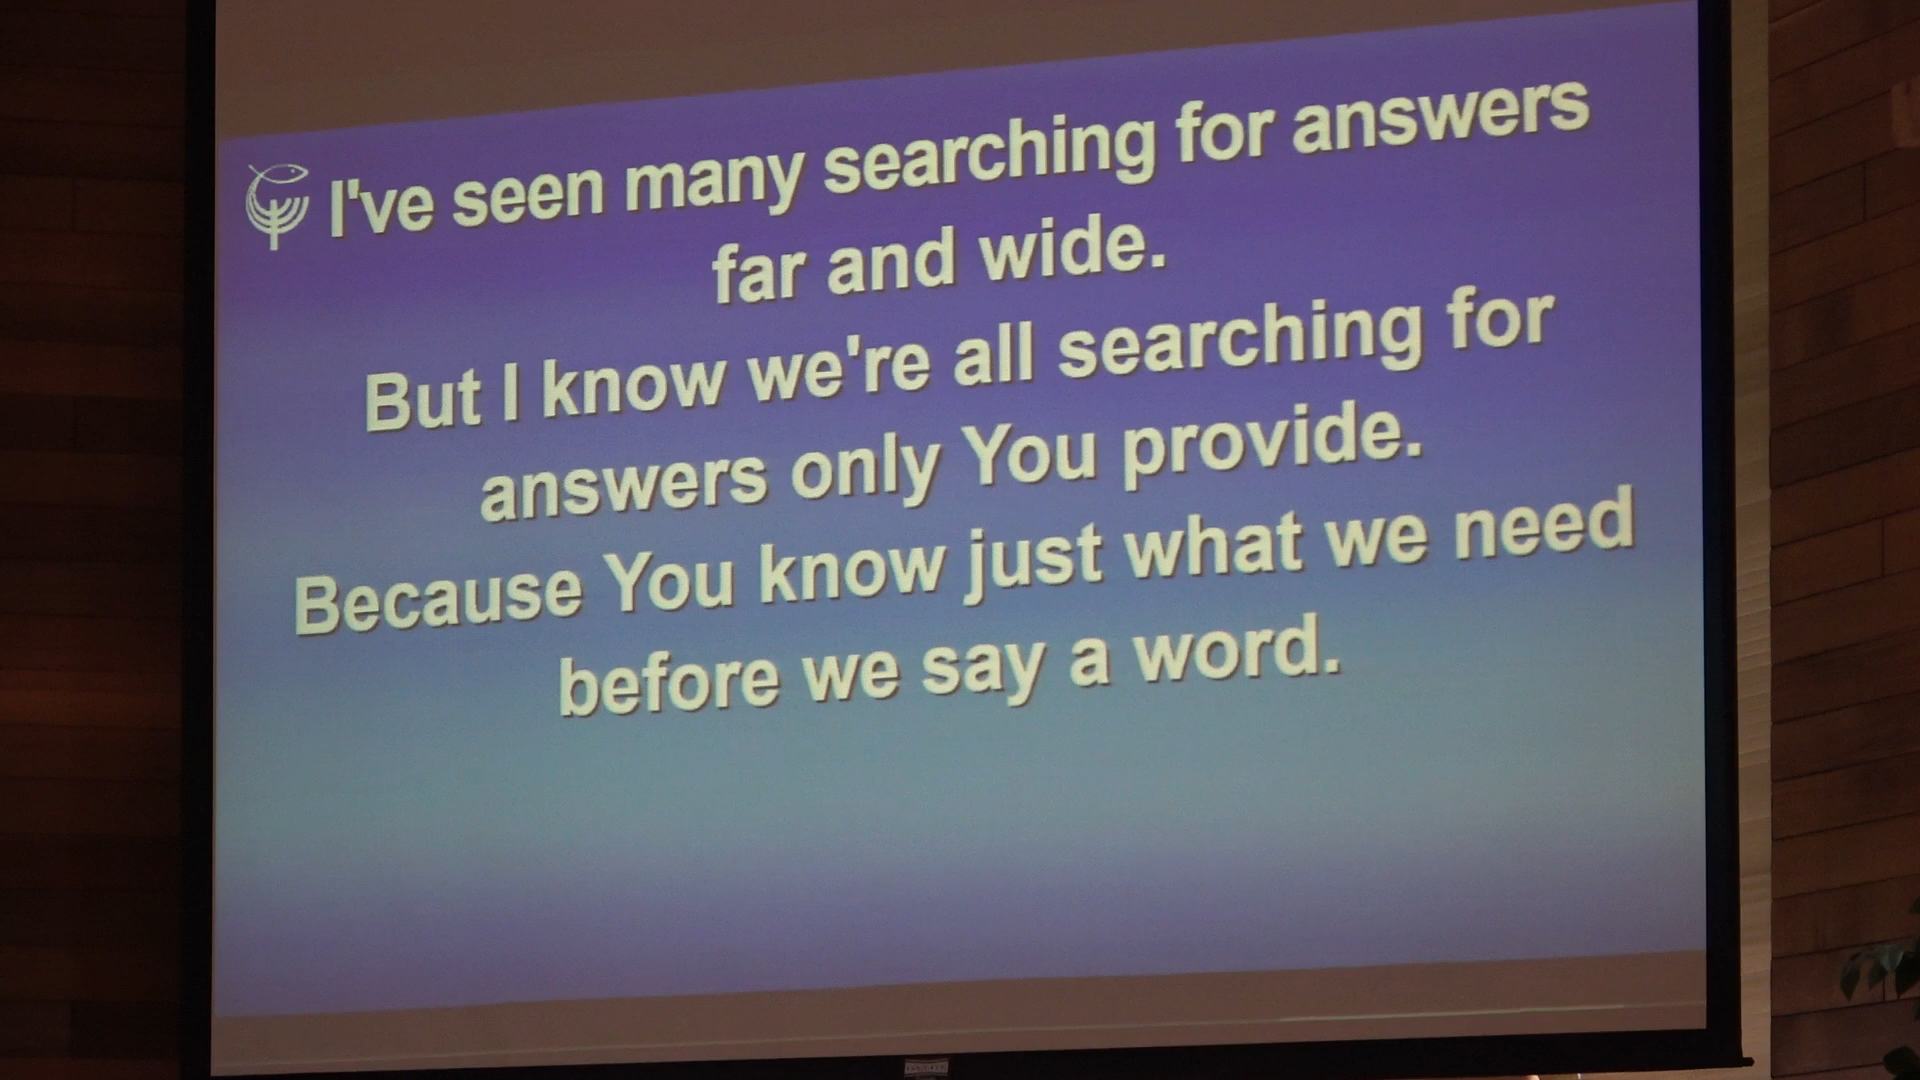 I've seen many searching for answers
far and wide.
But I know we're all searching for
answers only You provide.
Because You know just what we need
before we say a word.